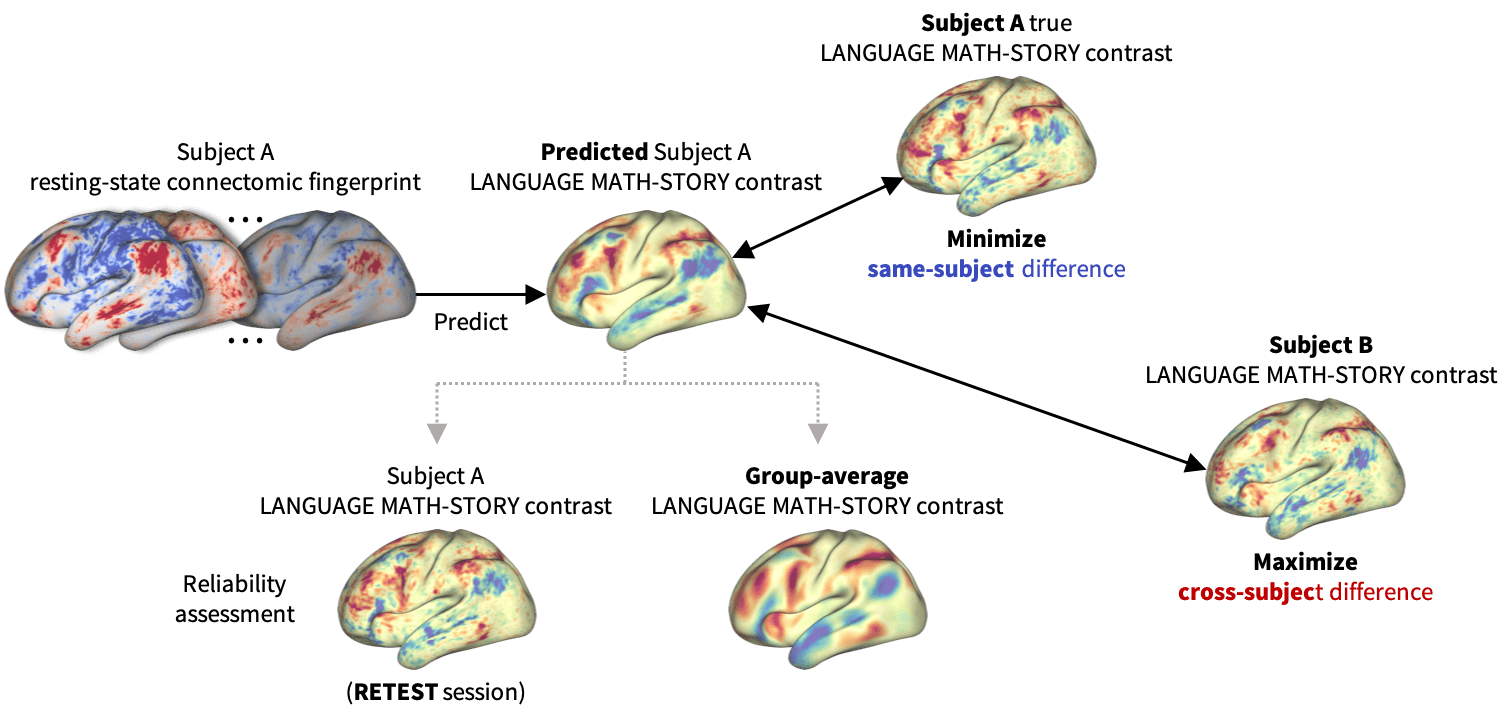 Subject A true
LANGUAGE MATH-STORY contrast
Subject A
resting-state connectomic fingerprint
Predicted Subject A
LANGUAGE MATH-STORY contrast
Minimize
same-subject difference
Predict
Subject B
LANGUAGE MATH-STORY contrast
Subject A
LANGUAGE MATH-STORY contrast
Group-average
LANGUAGE MATH-STORY contrast
Maximize
cross-subject difference
Reliability
assessment
(RETEST session)